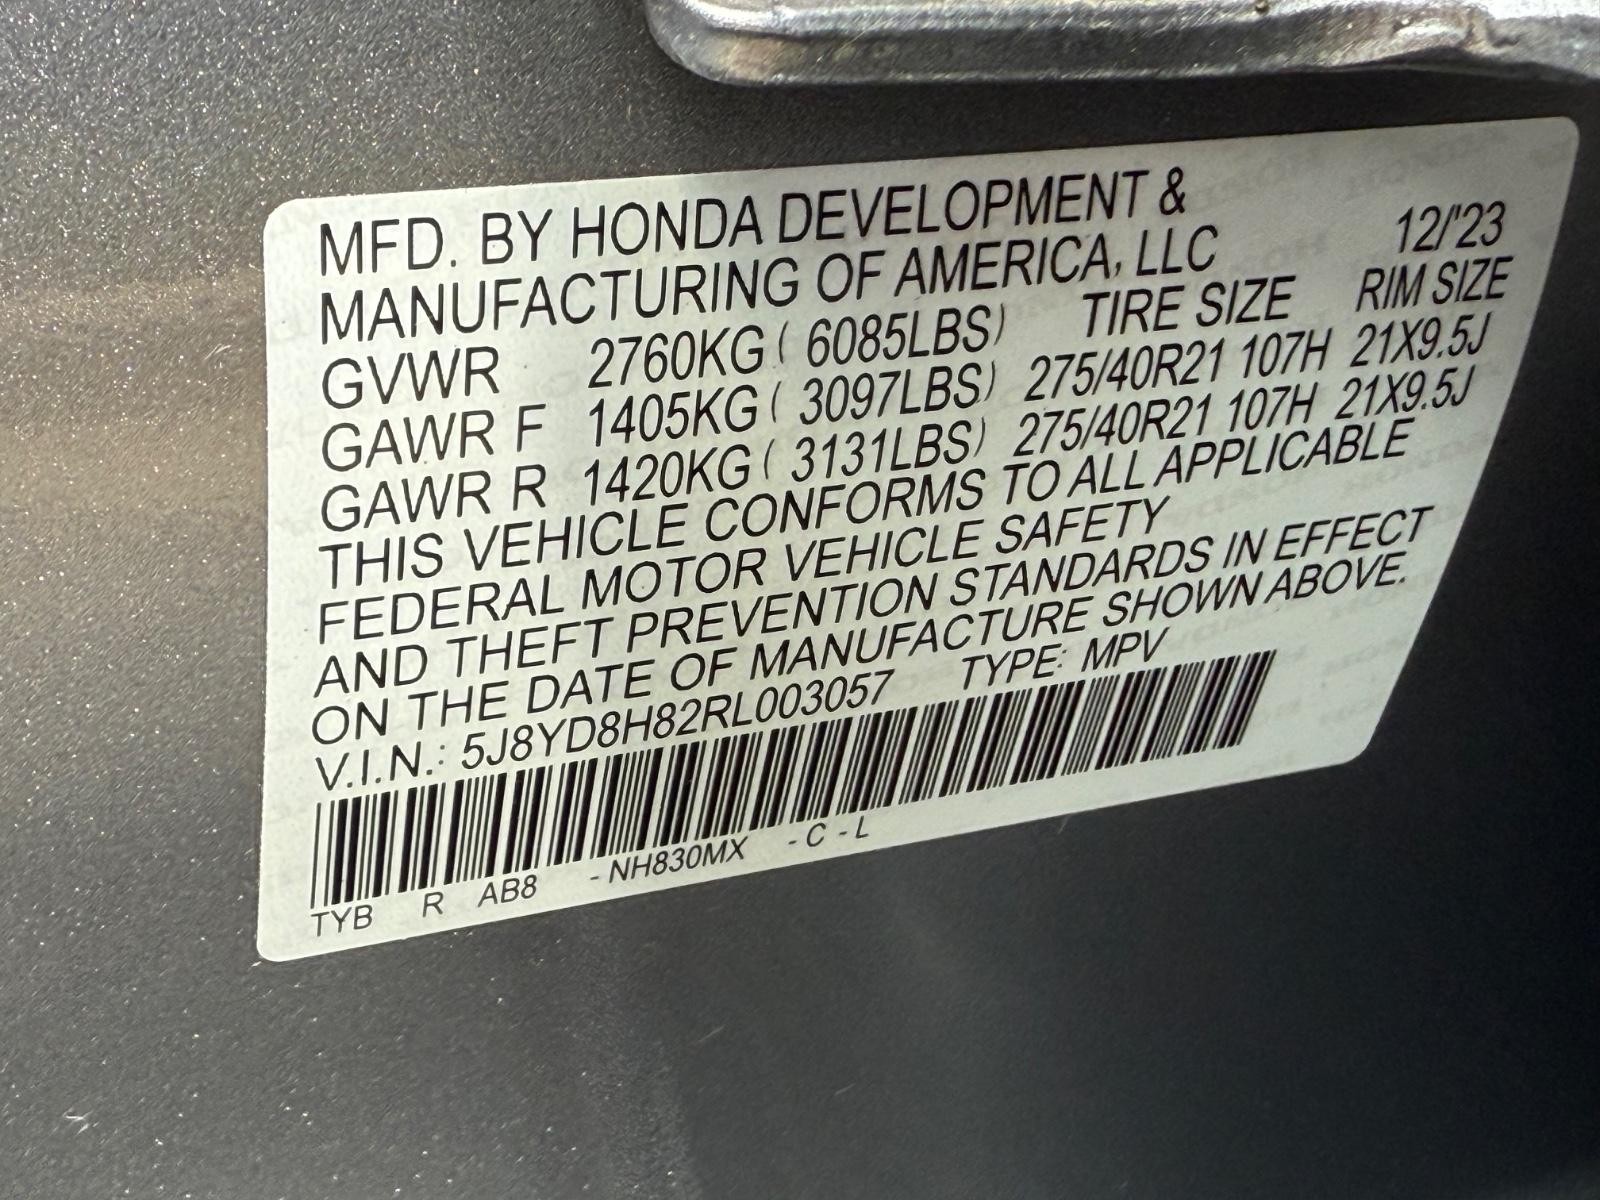 MFD. BY HONDA DEVELOPMENT &
MANUFACTURING OF AMERICA, LLC 12/'23
GVWR 2760KG ( 6085LBS) TIRE SIZE RIM SIZE
GAWR F 1405KG ( 3097LBS) 275/40R21 107H 21X9.5J
GAWR R 1420KG ( 3131LBS) 275/40R21 107H 21X9.5J
THIS VEHICLE CONFORMS TO ALL APPLICABLE
FEDERAL MOTOR VEHICLE SAFETY
AND THEFT PREVENTION STANDARDS IN EFFECT
ON THE DATE OF MANUFACTURE SHOWN ABOVE.
V.I.N.: 5J8YD8H82RL003057 TYPE: MPV
TYB R AB8 - NH830MX - C - L